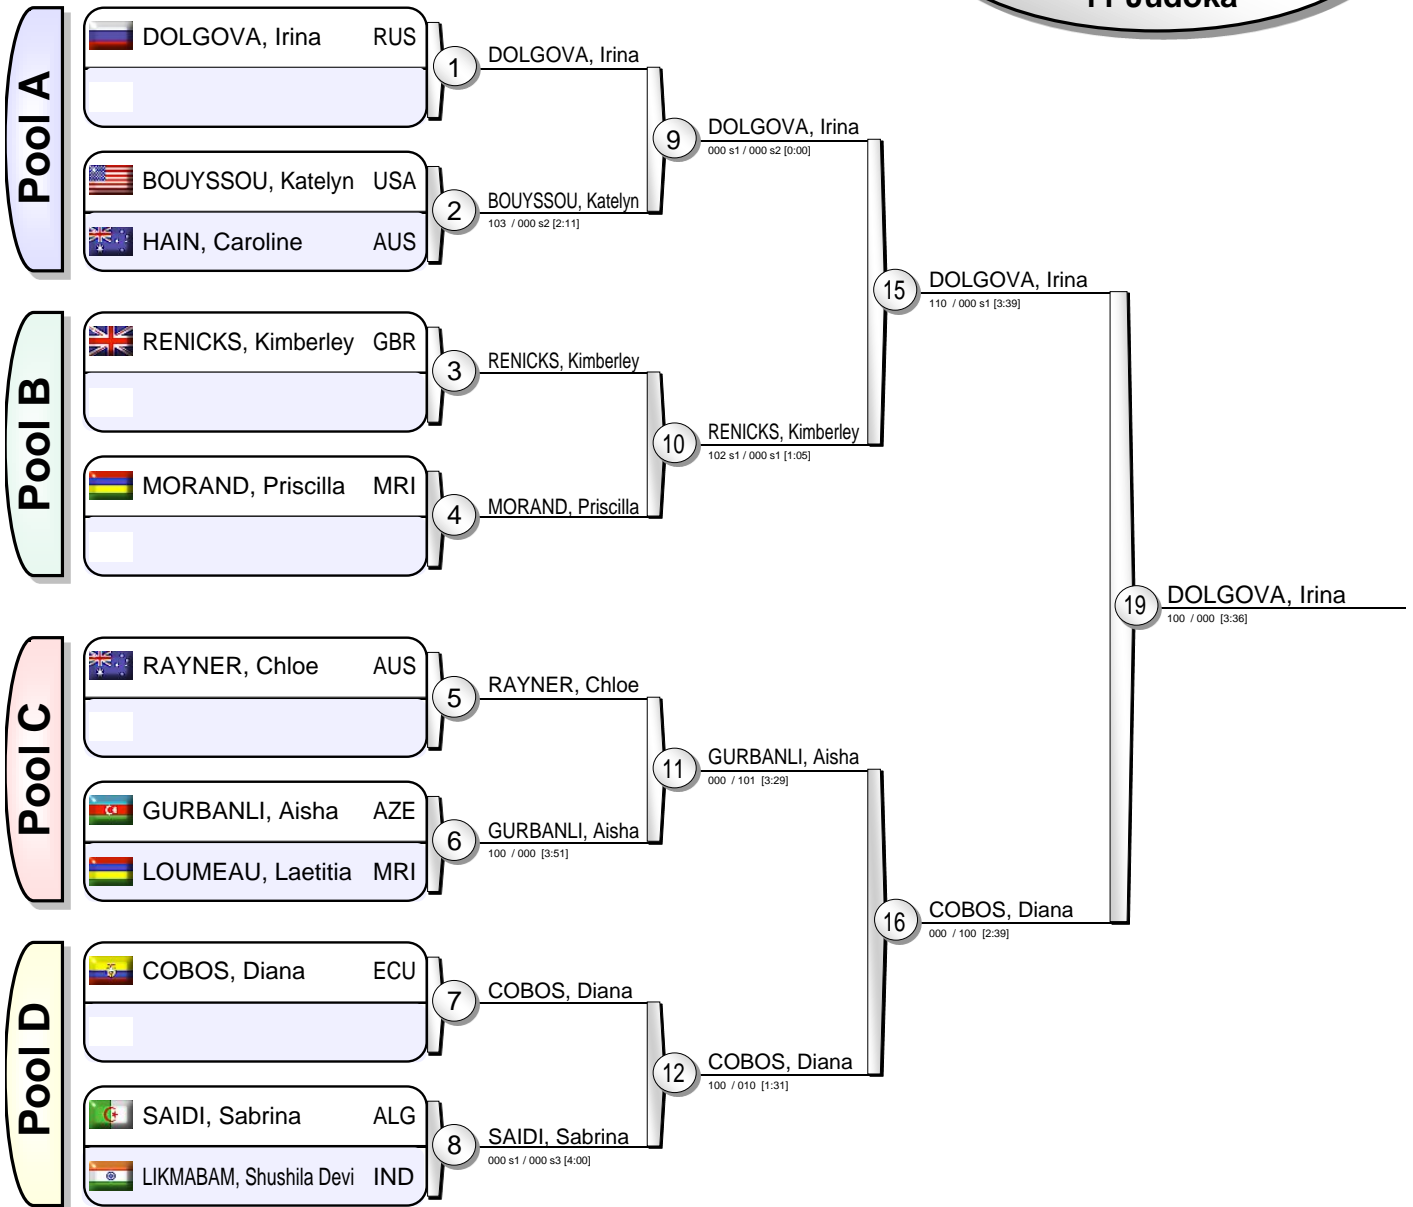 11 Judoka
Pool A
DOLGOVA, Irina RUS
1
DOLGOVA, Irina
BOUYSSOU, Katelyn USA
HAIN, Caroline AUS
2
BOUYSSOU, Katelyn
103 / 000 s2 [2:11]
9
DOLGOVA, Irina
000 s1 / 000 s2 [0:00]
Pool B
RENICKS, Kimberley GBR
3
RENICKS, Kimberley
MORAND, Priscilla MRI
4
MORAND, Priscilla
10
RENICKS, Kimberley
102 s1 / 000 s1 [1:05]
15
DOLGOVA, Irina
110 / 000 s1 [3:39]
Pool C
RAYNER, Chloe AUS
5
RAYNER, Chloe
GURBANLI, Aisha AZE
LOUMEAU, Laetitia MRI
6
GURBANLI, Aisha
100 / 000 [3:51]
11
GURBANLI, Aisha
000 / 101 [3:29]
Pool D
COBOS, Diana ECU
7
COBOS, Diana
SAIDI, Sabrina ALG
LIKMABAM, Shushila Devi IND
8
SAIDI, Sabrina
000 s1 / 000 s3 [4:00]
12
COBOS, Diana
100 / 010 [1:31]
16
COBOS, Diana
000 / 100 [2:39]
19
DOLGOVA, Irina
100 / 000 [3:36]